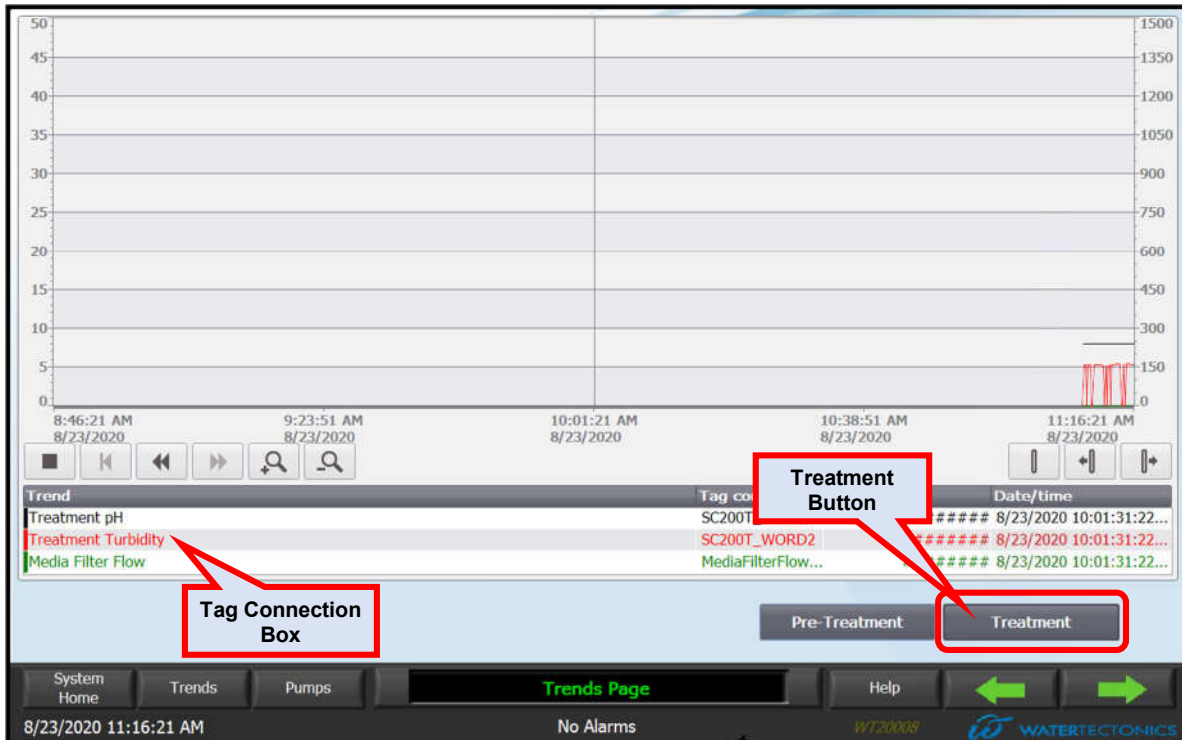 50
1500
45
1350
40
1200
35
1050
30
900
25
750
20
600
15
450
10
300
5
150
0
0
8:46:21 AM 9:23:51 AM 10:01:21 AM 10:38:51 AM 11:16:21 AM
8/23/2020 8/23/2020 8/23/2020 8/23/2020 8/23/2020
Treatment
Button
Trend Tag co Date/time
Treatment pH SC200T_ ##### 8/23/2020 10:01:31:22...
Treatment Turbidity SC200T_WORD2 ####### 8/23/2020 10:01:31:22...
Media Filter Flow MediaFilterFlow... ##### 8/23/2020 10:01:31:22...
Tag Connection
Box
Pre-Treatment Treatment
System
Home
Trends Pumps Trends Page Help
8/23/2020 11:16:21 AM No Alarms WT20008 WATERTECTONICS